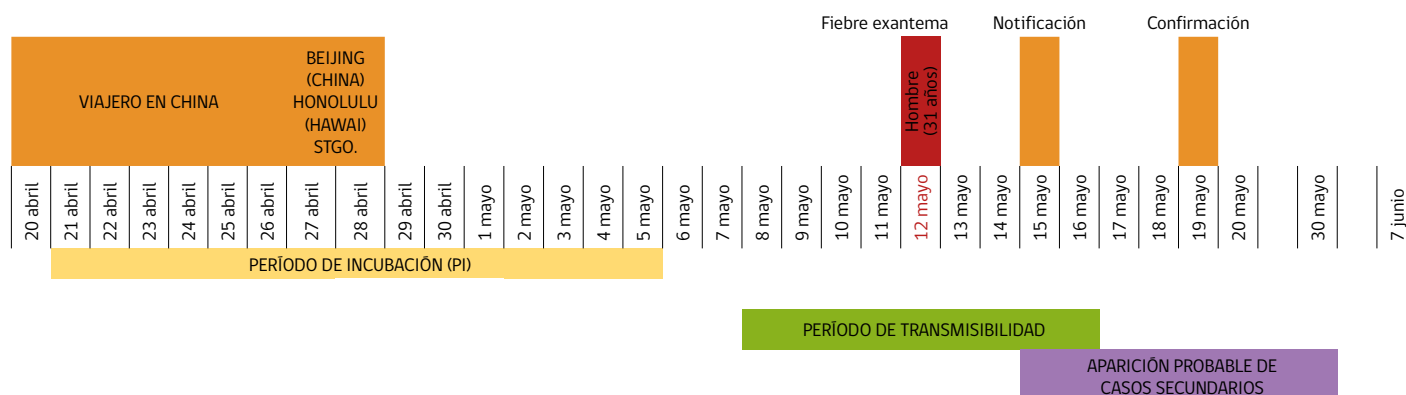 Fiebre exantema
Notificación
Confirmación
VIAJERO EN CHINA
BEIJING
(CHINA)
HONOLULU
(HAWAI)
STGO.
Hombre
(31 años)
20 abril
21 abril
22 abril
23 abril
24 abril
25 abril
26 abril
27 abril
28 abril
29 abril
30 abril
1 mayo
2 mayo
3 mayo
4 mayo
5 mayo
6 mayo
7 mayo
8 mayo
9 mayo
10 mayo
11 mayo
12 mayo
13 mayo
14 mayo
15 mayo
16 mayo
17 mayo
18 mayo
19 mayo
20 mayo
30 mayo
7 junio
PERÍODO DE INCUBACIÓN (PI)
PERÍODO DE TRANSMISIBILIDAD
APARICIÓN PROBABLE DE
CASOS SECUNDARIOS